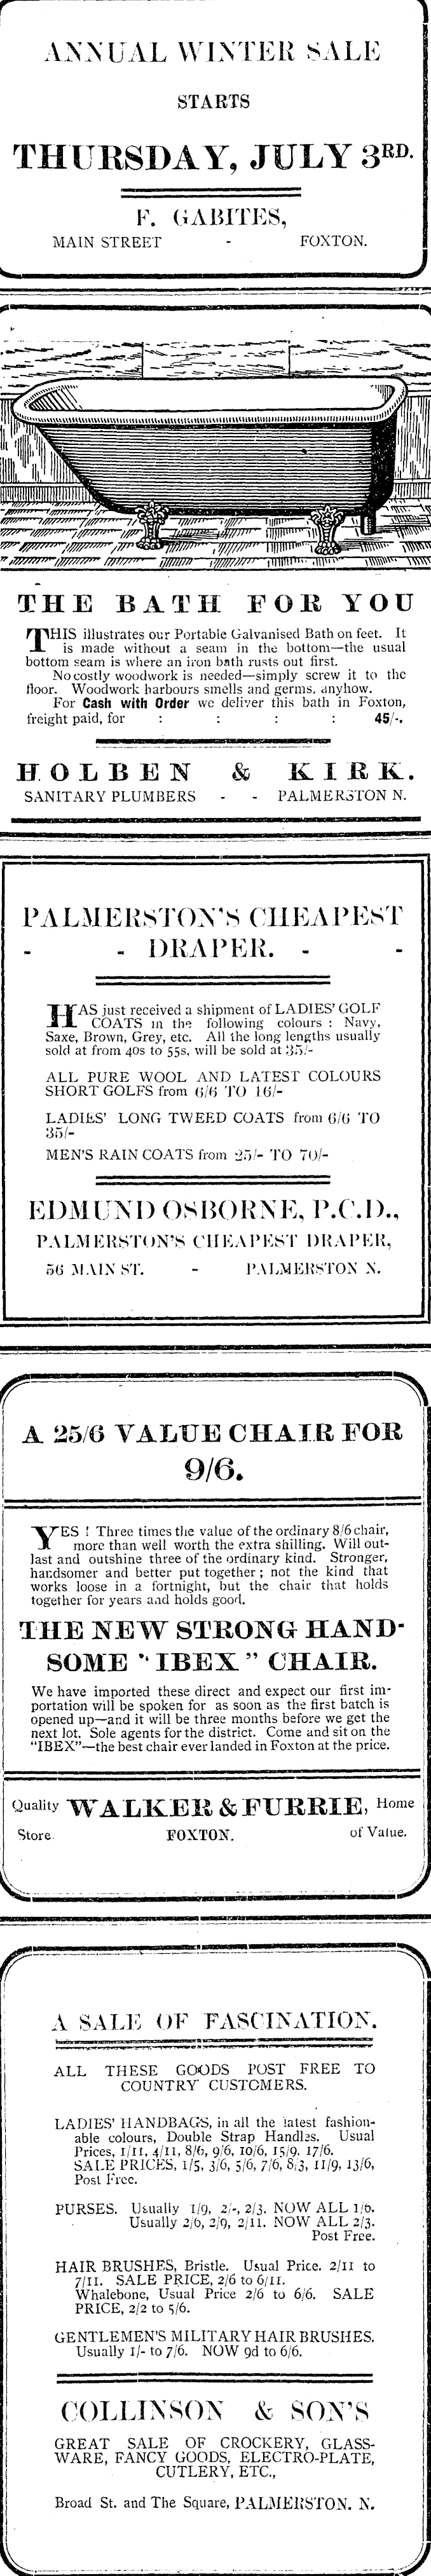 ANNUAL WINTER SALE
STARTS
THURSDAY, JULY 3RD.
F. GABITES,
MAIN STREET - FOXTON.
THE BATH FOR YOU
THIS illustrates our Portable Galvanised Bath on feet. It
is made without a seam in the bottom—the usual
bottom seam is where an iron bath rusts out first.
No costly woodwork is needed—simply screw it to the
floor. Woodwork harbours smells and germs. anyhow.
For Cash with Order we deliver this bath in Foxton,
freight paid, for : : : : 45/-.
HOLBEN & KIRK.
SANITARY PLUMBERS - - PALMERSTON N.
PALMERSTON'S CHEAPEST
- - DRAPER. - -
HAS just received a shipment of LADIES' GOLF
COATS in the following colours : Navy,
Saxe, Brown, Grey, etc. All the long lengths usually
sold at from 40s to 55s, will be sold at 35/-
ALL PURE WOOL AND LATEST COLOURS
SHORT GOLFS from 6/6 TO 16/-
LADIES' LONG TWEED COATS from 6/6 TO
35/-
MEN'S RAIN COATS from 25/- TO 70/-
EDMUND OSBORNE, P.C.D.,
PALMERSTON'S CHEAPEST DRAPER,
56 MAIN ST. - PALMERSTON N.
A 25/6 VALUE CHAIR FOR
9/6.
YES ! Three times the value of the ordinary 8/6 chair,
more than well worth the extra shilling. Will out-
last and outshine three of the ordinary kind. Stronger,
handsomer and better put together ; not the kind that
works loose in a fortnight, but the chair that holds
together for years and holds good.
THE NEW STRONG HAND-
SOME "IBEX" CHAIR.
We have imported these direct and expect our first im-
portation will be spoken for as soon as the first batch is
opened up—and it will be three months before we get the
next lot. Sole agents for the district. Come and sit on the
"IBEX"—the best chair ever landed in Foxton at the price.
Quality WALKER & FURRIE, Home
Store. FOXTON. of Value.
A SALE OF FASCINATION.
ALL THESE GOODS POST FREE TO
COUNTRY CUSTOMERS.
LADIES' HANDBAGS, in all the latest fashion-
able colours, Double Strap Handles. Usual
Prices, 1/11, 4/11, 8/6, 9/6, 10/6, 15/9, 17/6.
SALE PRICES, 1/5, 3/6, 5/6, 7/6, 8/3, 11/9, 13/6,
Post Free.
PURSES. Usually 1/9, 2/-, 2/3. NOW ALL 1/6.
Usually 2/6, 2/9, 2/11. NOW ALL 2/3.
Post Free.
HAIR BRUSHES, Bristle. Usual Price. 2/11 to
7/11. SALE PRICE, 2/6 to 6/11.
Whalebone, Usual Price 2/6 to 6/6. SALE
PRICE, 2/2 to 5/6.
GENTLEMEN'S MILITARY HAIR BRUSHES.
Usually 1/- to 7/6. NOW 9d to 6/6.
COLLINSON & SON'S
GREAT SALE OF CROCKERY, GLASS-
WARE, FANCY GOODS, ELECTRO-PLATE,
CUTLERY, ETC.,
Broad St. and The Square, PALMERSTON. N.